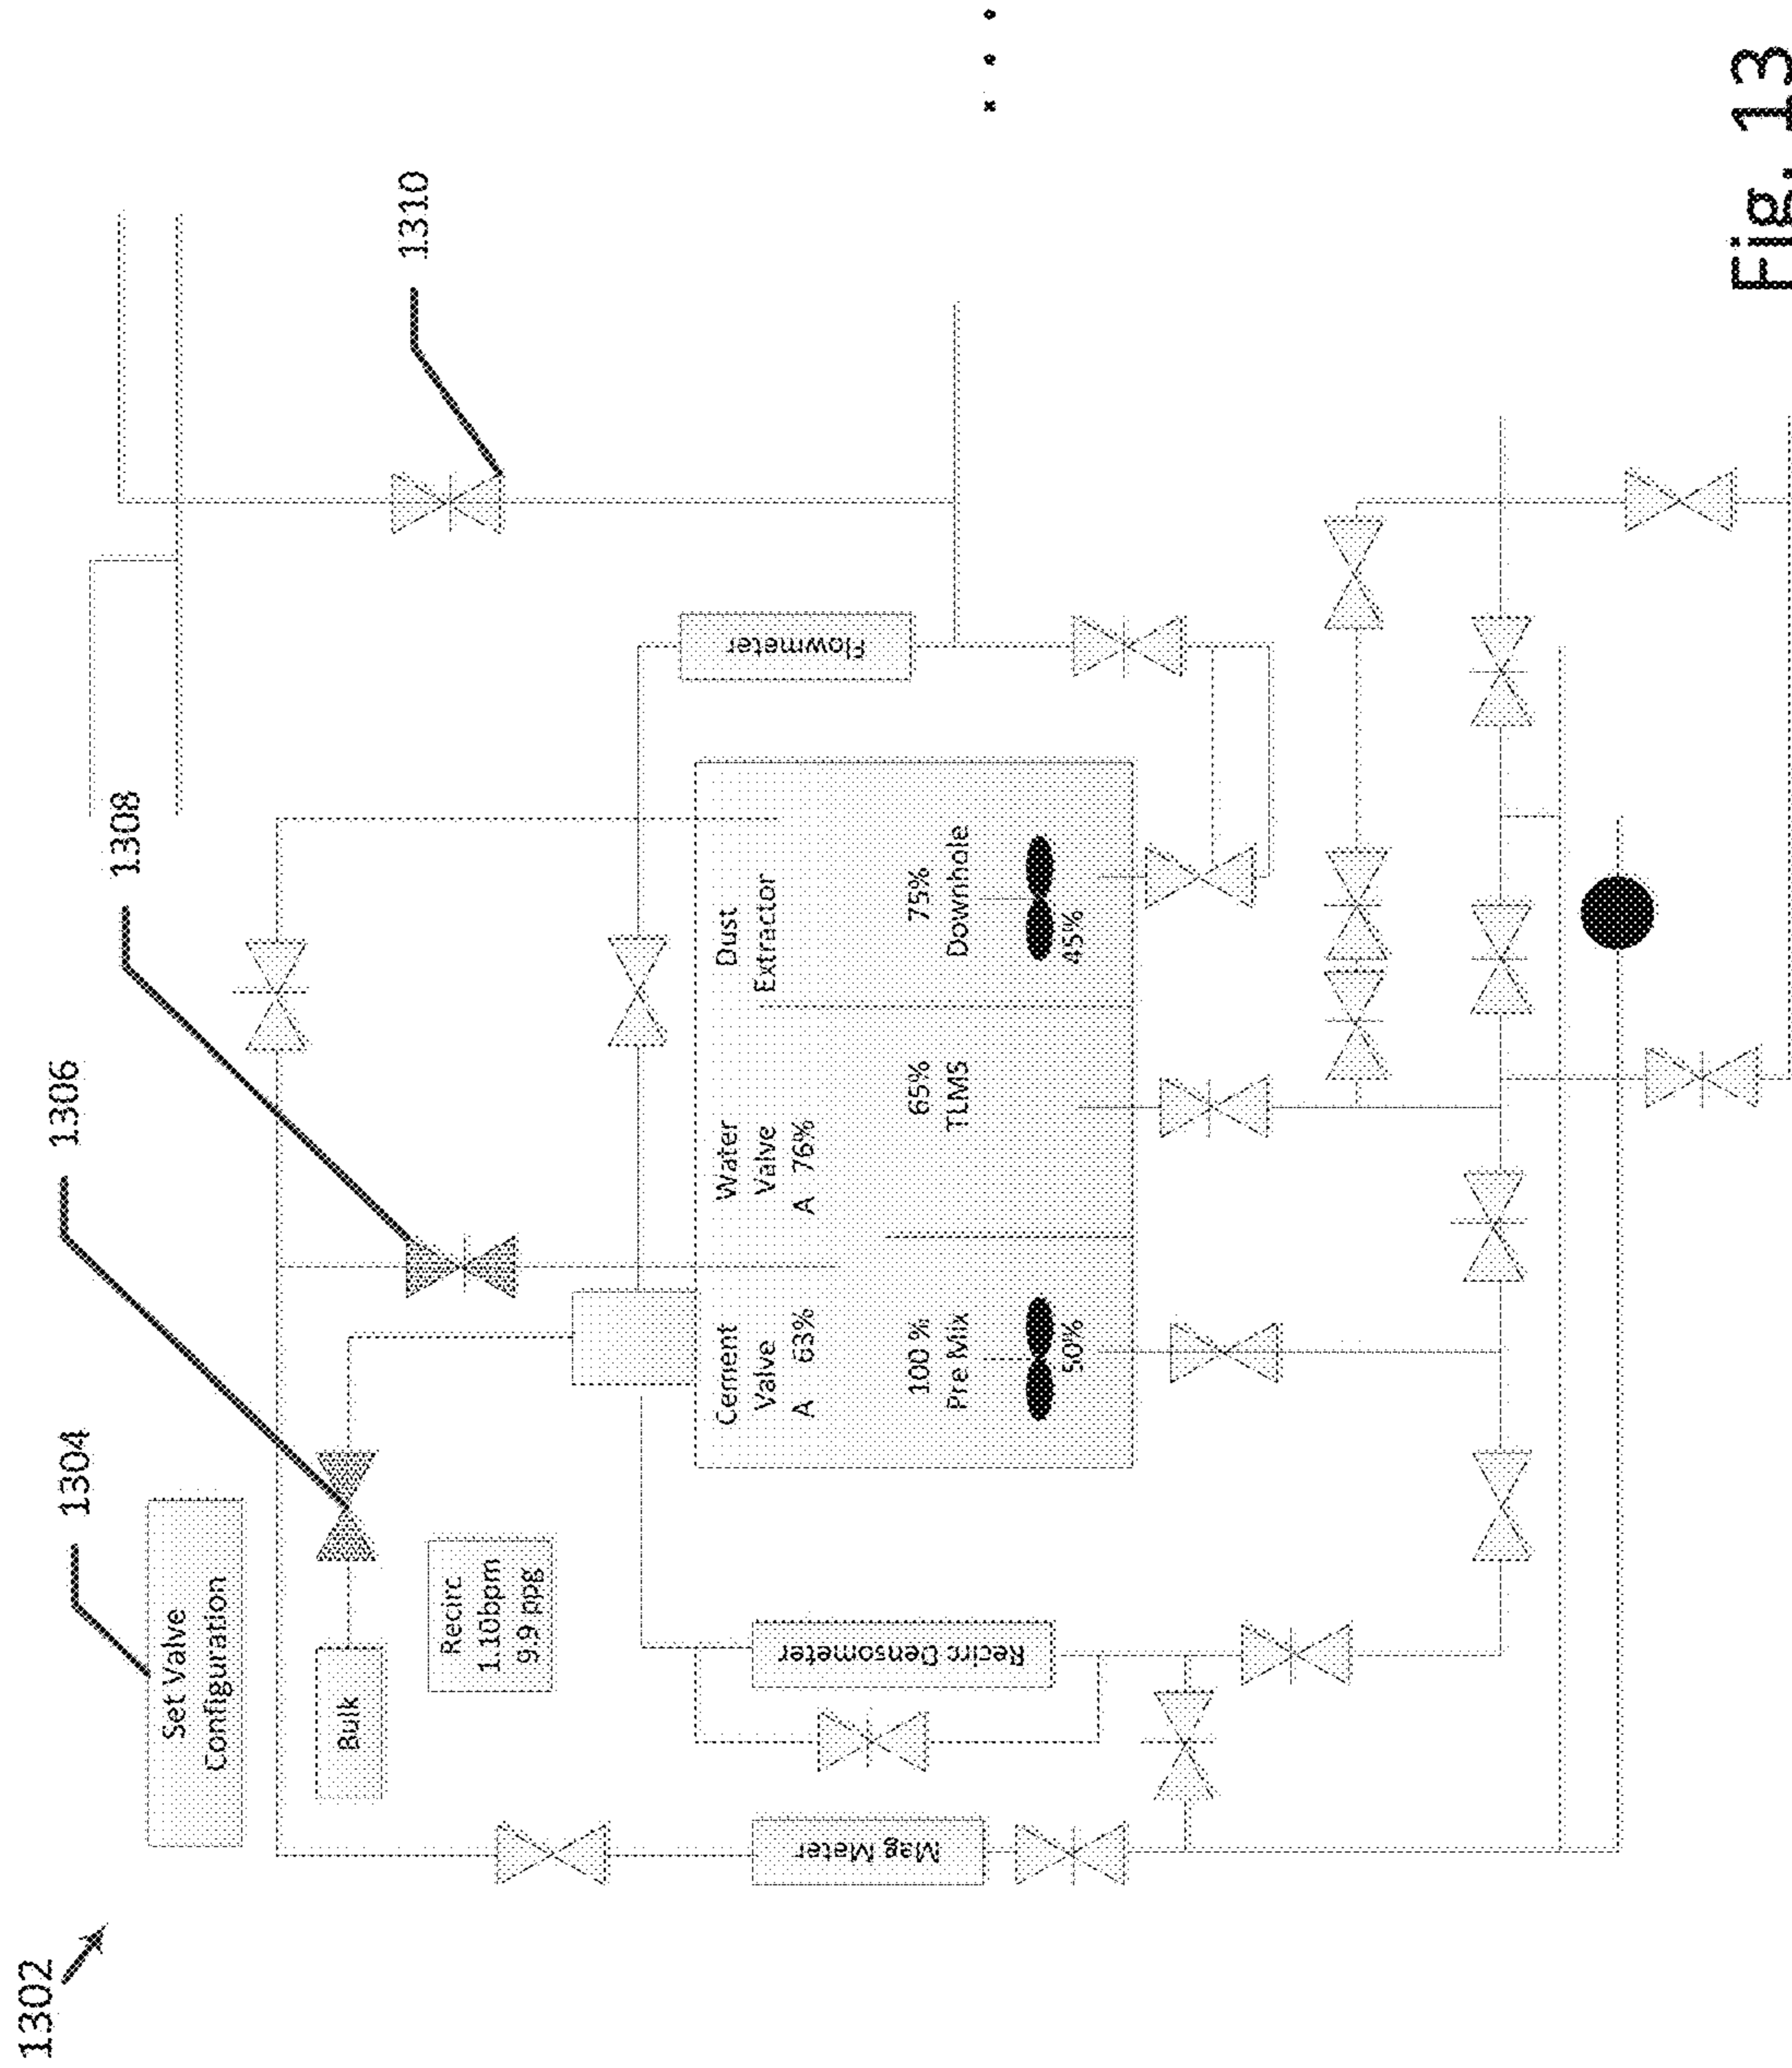 1302
1304
1306
1308
1310
Set Valve
Configuration
Bulk
Recirc
1.10bpm
9.9 ppg
Mag Meter
Recirc Densometer
Flowmeter
Cement
Valve
A 63%
Water
Valve
A 76%
Dust
Extractor
100 %
Pre Mix
50%
65%
TLMS
75%
Downhole
45%
Fig. 13